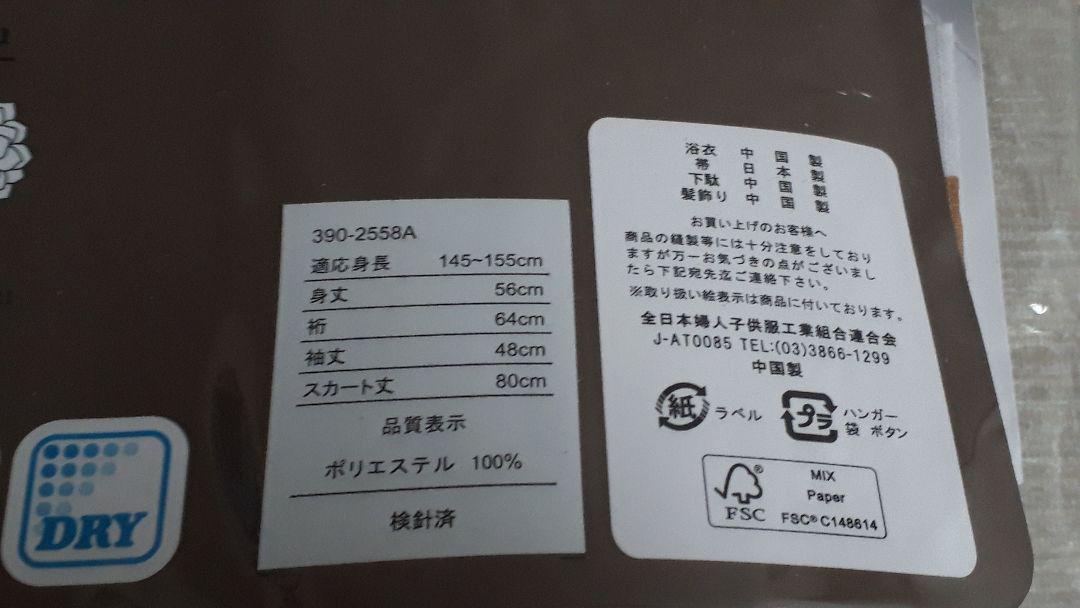 390-2558A
適応身長 145~155cm
身丈 56cm
裄 64cm
袖丈 48cm
スカート丈 80cm
品質表示
ポリエステル 100%
検針済
DRY
浴衣 中国製
帯 日本製
下駄 中国製
髪飾り 中国製
お買い上げのお客様へ
商品の縫製等には十分注意をしており
ますが万一お気づきの点がございまし
たら下記宛先迄ご連絡下さい。
※取り扱い絵表示は商品に付いております。
全日本婦人子供服工業組合連合会
J-AT0085 TEL:(03)3866-1299
中国製
紙 ラベル
プラ ハンガー
袋 ボタン
FSC
MIX
Paper
FSC® C148614